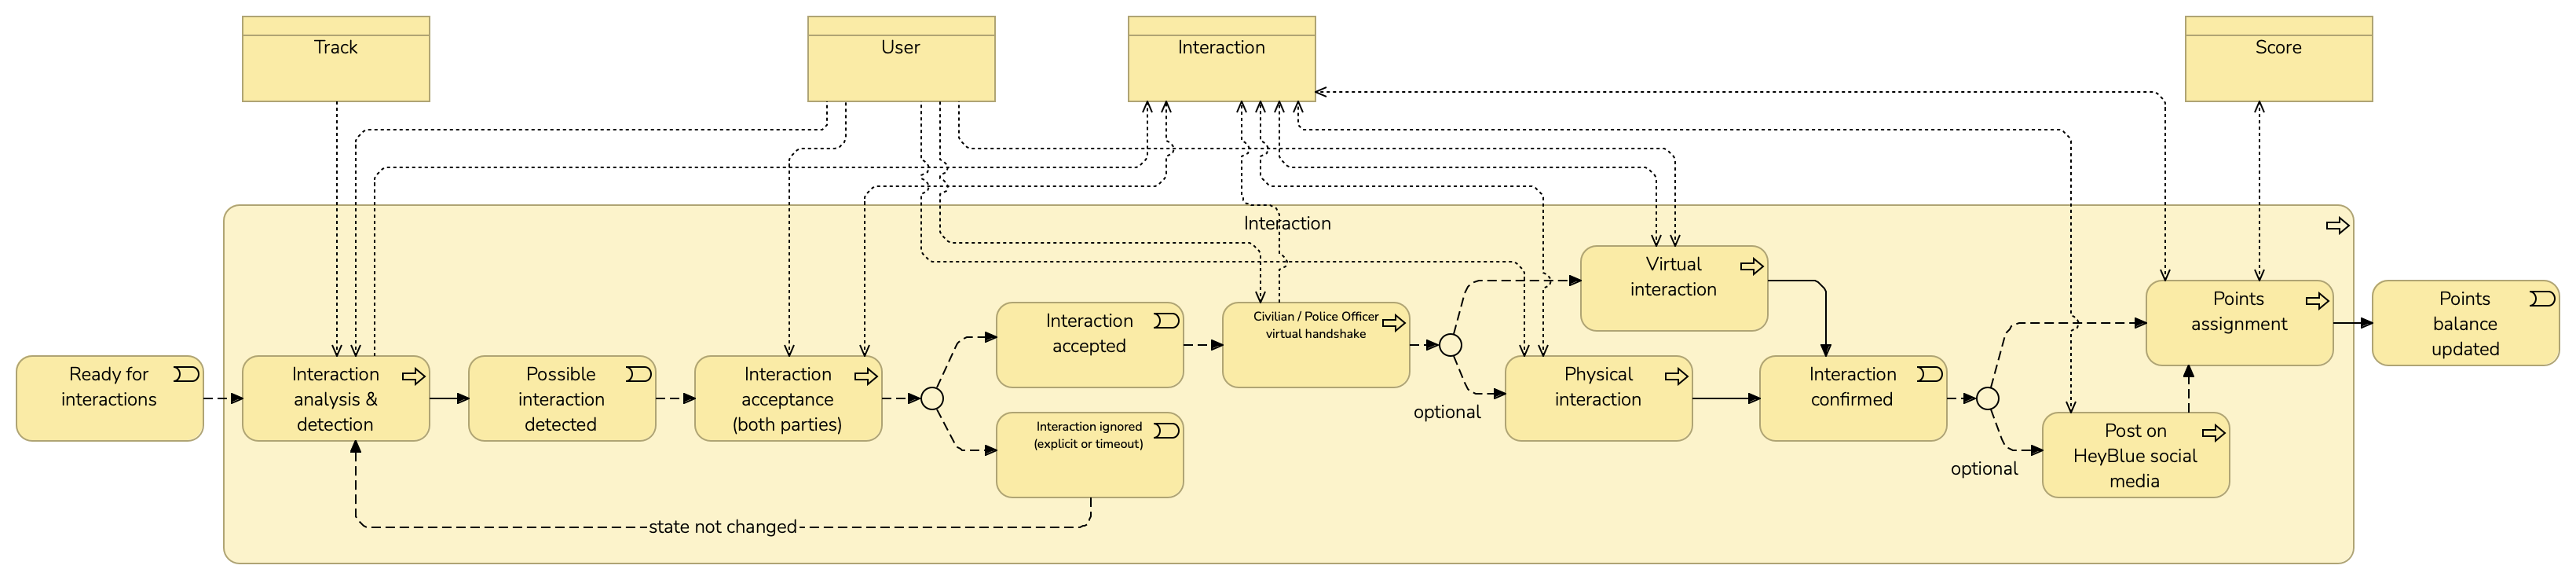 Track
User
Interaction
Score
Interaction
Ready for
interactions
Interaction
analysis &
detection
Possible
interaction
detected
Interaction
acceptance
(both parties)
Interaction
accepted
Interaction ignored
(explicit or timeout)
state not changed
Civilian / Police Officer
virtual handshake
optional
Virtual
interaction
Physical
interaction
Interaction
confirmed
optional
Post on
HeyBlue social
media
Points
assignment
Points
balance
updated